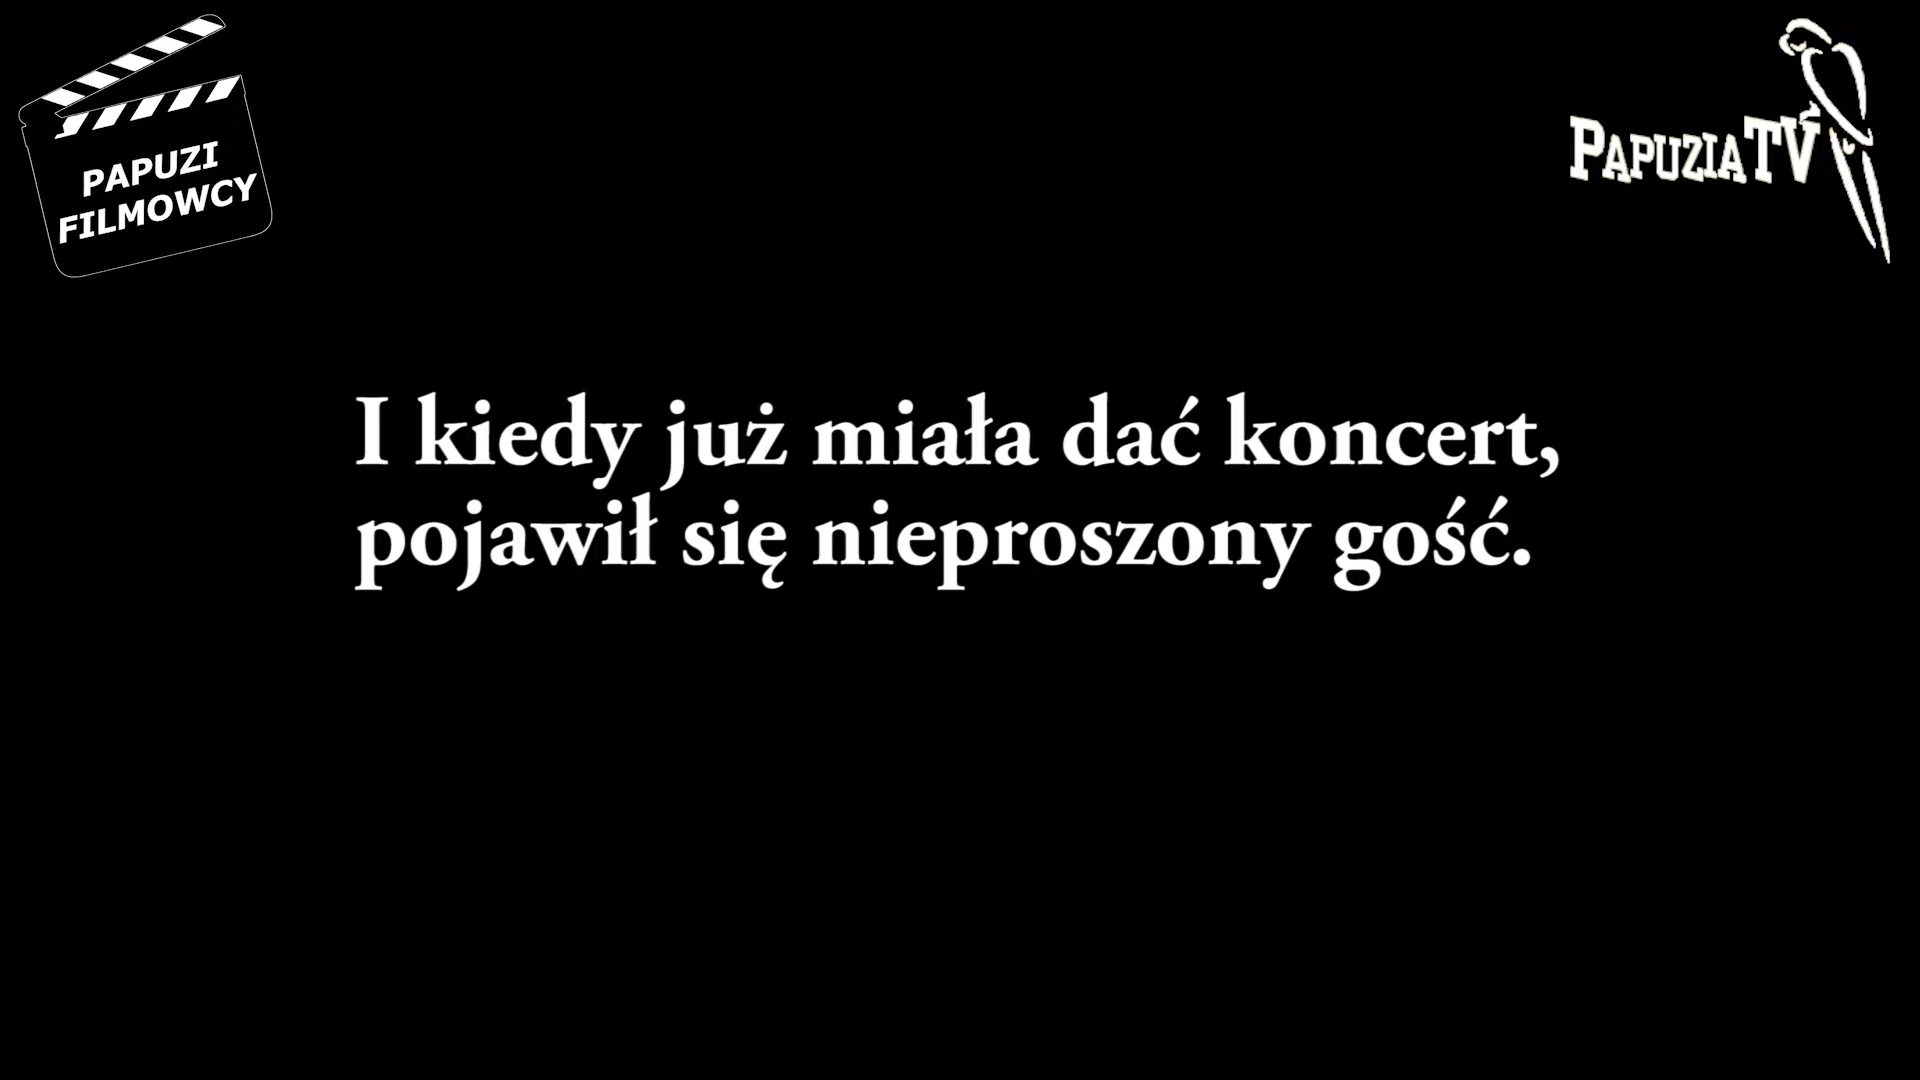 PAPUZI
FILMOWCY
PAPUZIATV
I kiedy już miała dać koncert,
pojawił się nieproszony gość.